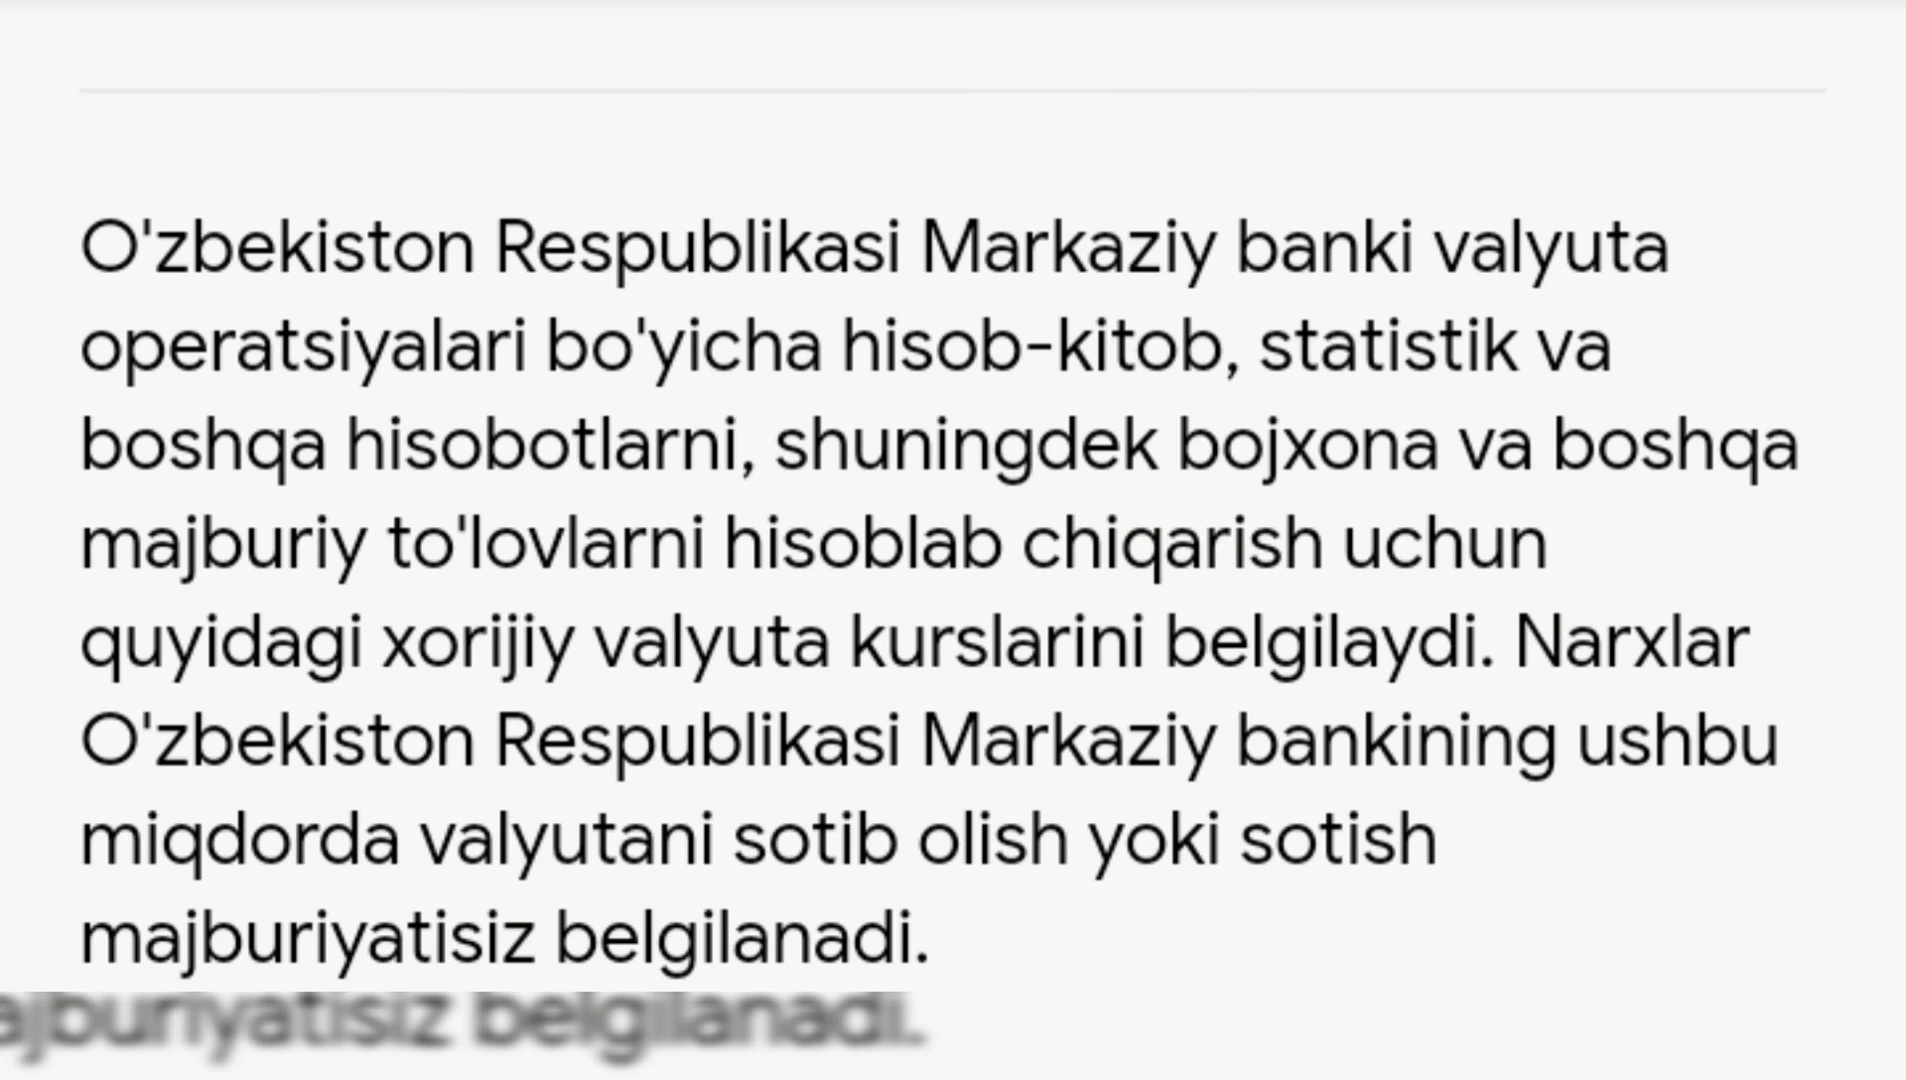 O'zbekiston Respublikasi Markaziy banki valyuta
operatsiyalari bo'yicha hisob-kitob, statistik va
boshqa hisobotlarni, shuningdek bojxona va boshqa
majburiy to'lovlarni hisoblab chiqarish uchun
quyidagi xorijiy valyuta kurslarini belgilaydi. Narxlar
O'zbekiston Respublikasi Markaziy bankining ushbu
miqdorda valyutani sotib olish yoki sotish
majburiyatisiz belgilanadi.
ajburiyatisiz belgilanadi.